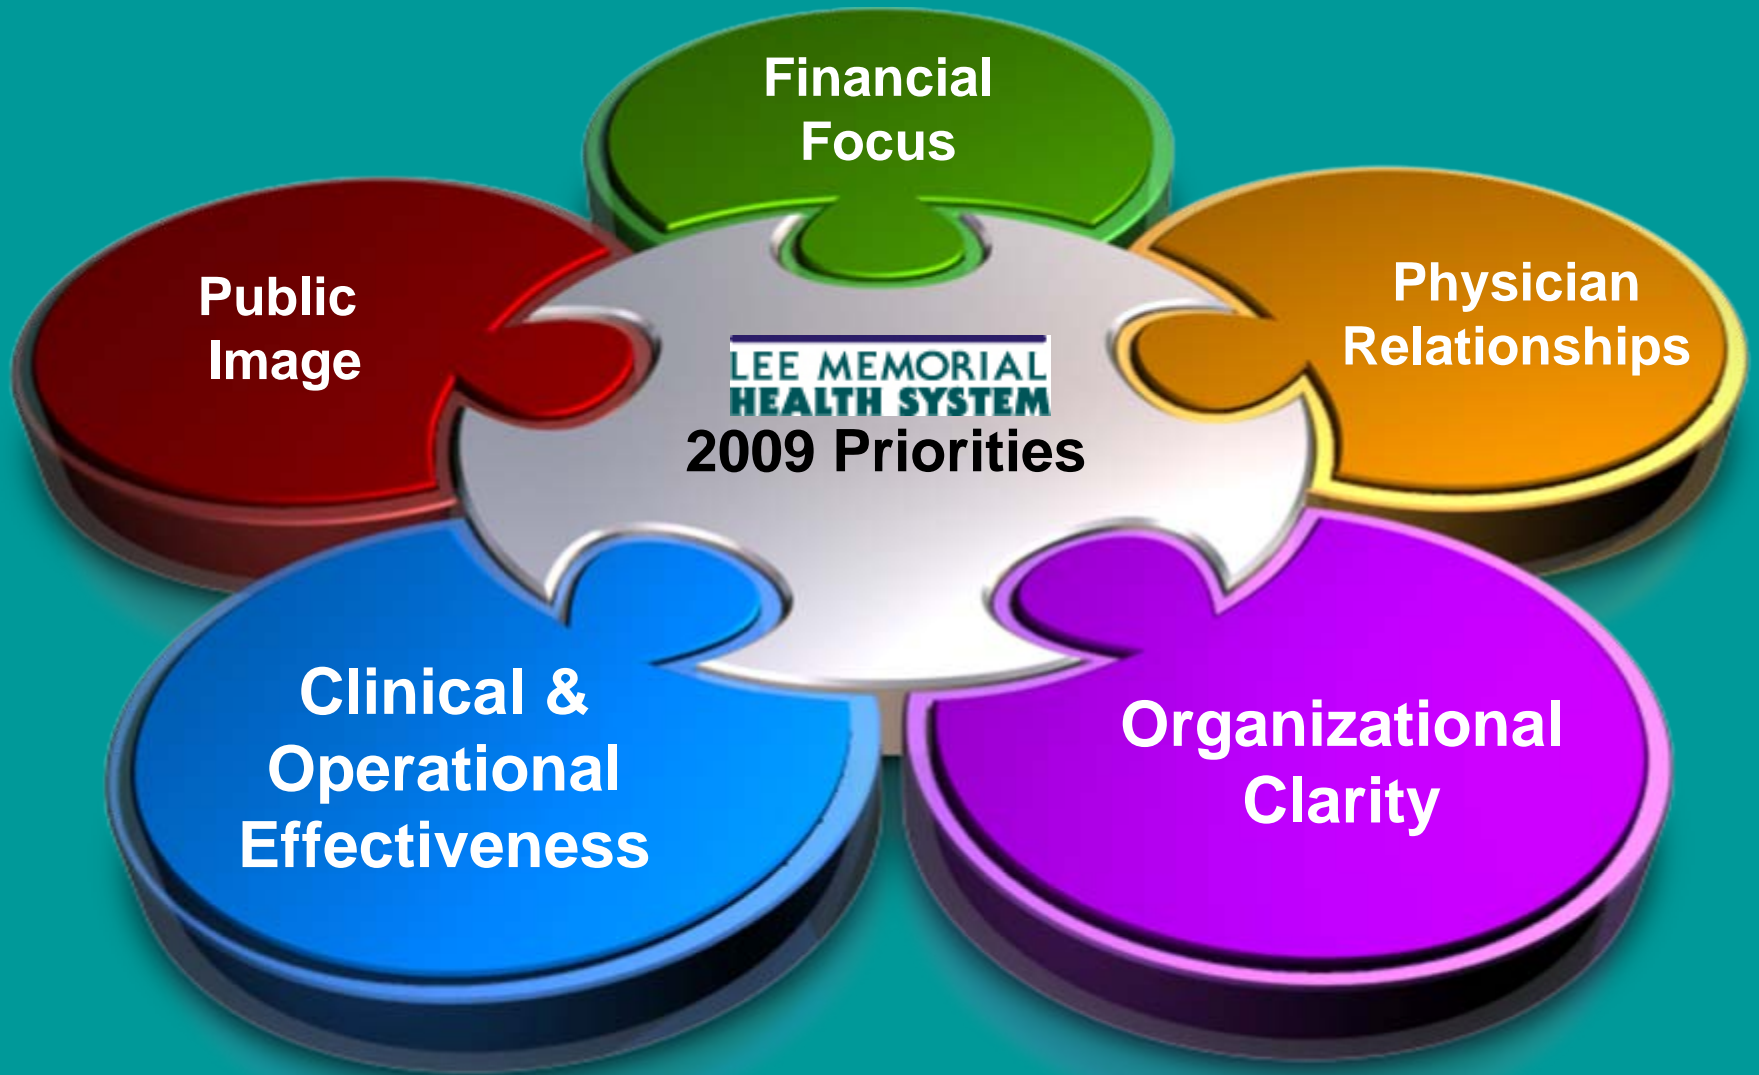 Financial
Focus
Public
Image
Physician
Relationships
LEE MEMORIAL
HEALTH SYSTEM
2009 Priorities
Clinical &
Operational
Effectiveness
Organizational
Clarity